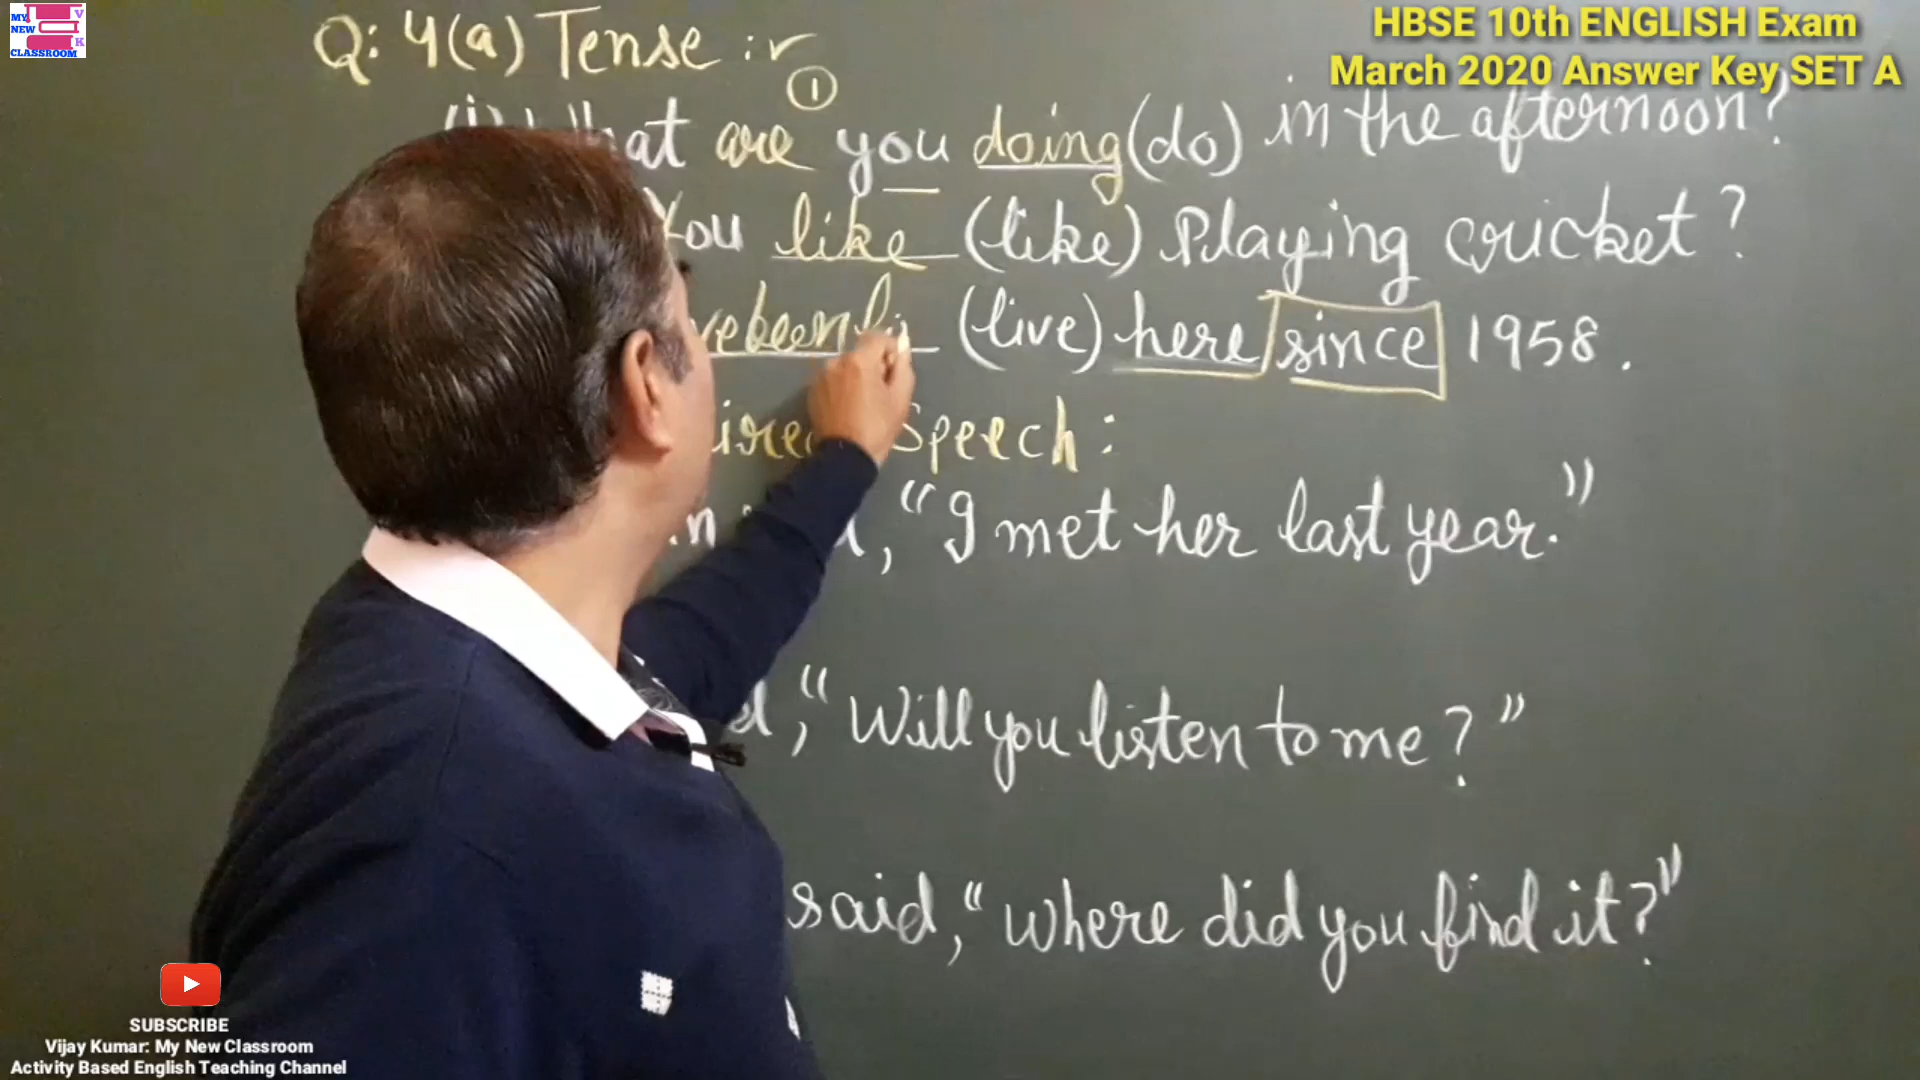 MY NEW CLASSROOM
V K
HBSE 10th ENGLISH Exam
March 2020 Answer Key SET A
Q: 4(a) Tense :
1
are you doing (do) in the afternoon?
You like (like) Playing cricket?
been (live) here since 1958.
Speech:
, "I met her last year."
, "Will you listen to me?"
said, "Where did you find it?"
SUBSCRIBE
Vijay Kumar: My New Classroom
Activity Based English Teaching Channel